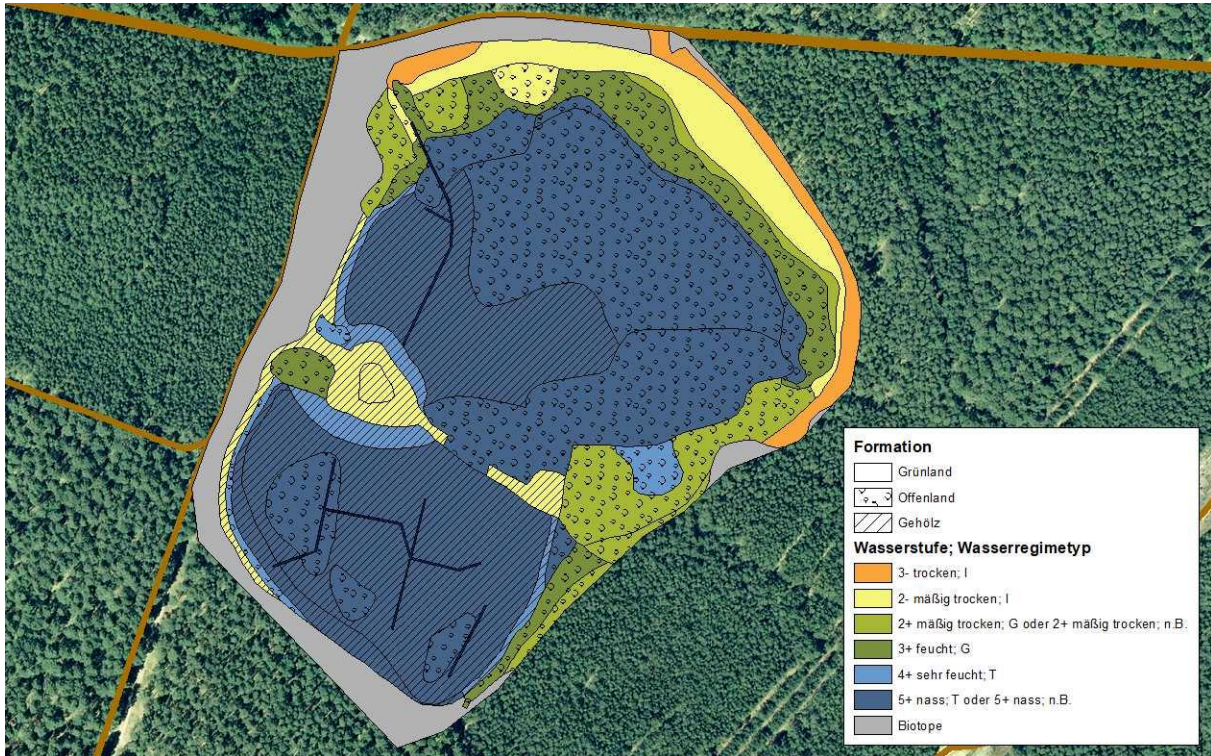 Formation
Grünland
Offenland
Gehölz
Wasserstufe; Wasserregimetyp
3- trocken; I
2- mäßig trocken; I
2+ mäßig trocken; G oder 2+ mäßig trocken; n.B.
3+ feucht; G
4+ sehr feucht; T
5+ nass; T oder 5+ nass; n.B.
Biotope